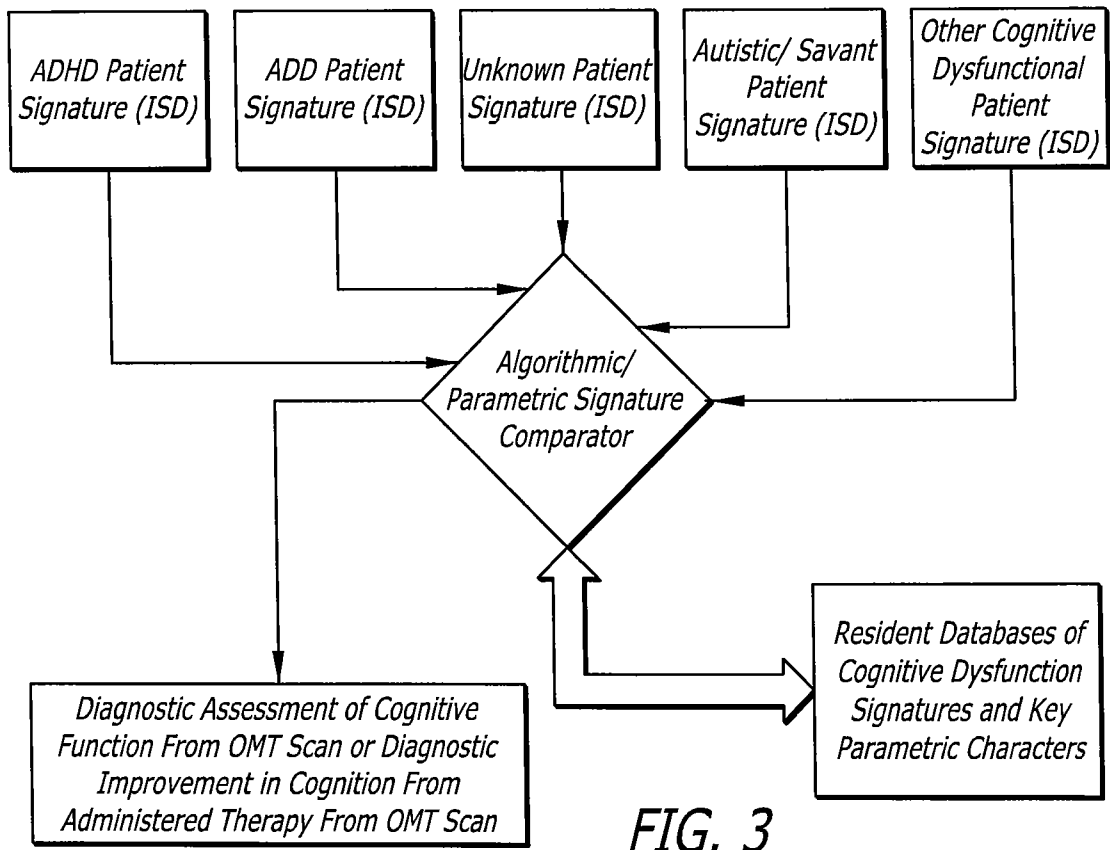 ADHD Patient
Signature (ISD)
ADD Patient
Signature (ISD)
Unknown Patient
Signature (ISD)
Autistic/ Savant
Patient
Signature (ISD)
Other Cognitive
Dysfunctional
Patient
Signature (ISD)
Algorithmic/
Parametric Signature
Comparator
Resident Databases of
Cognitive Dysfunction
Signatures and Key
Parametric Characters
Diagnostic Assessment of Cognitive
Function From OMT Scan or Diagnostic
Improvement in Cognition From
Administered Therapy From OMT Scan
FIG. 3